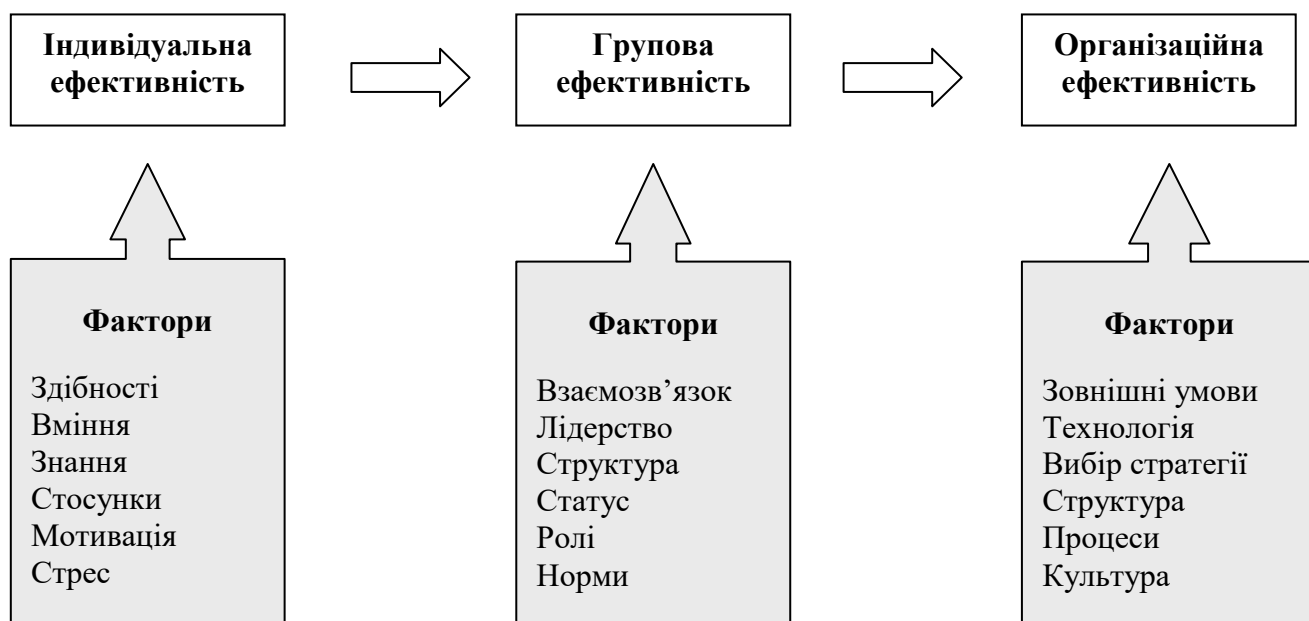 Індивідуальна
ефективність
Групова
ефективність
Організаційна
ефективність
Фактори
Здібності
Вміння
Знання
Стосунки
Мотивація
Стрес
Фактори
Взаємозв’язок
Лідерство
Структура
Статус
Ролі
Норми
Фактори
Зовнішні умови
Технологія
Вибір стратегії
Структура
Процеси
Культура